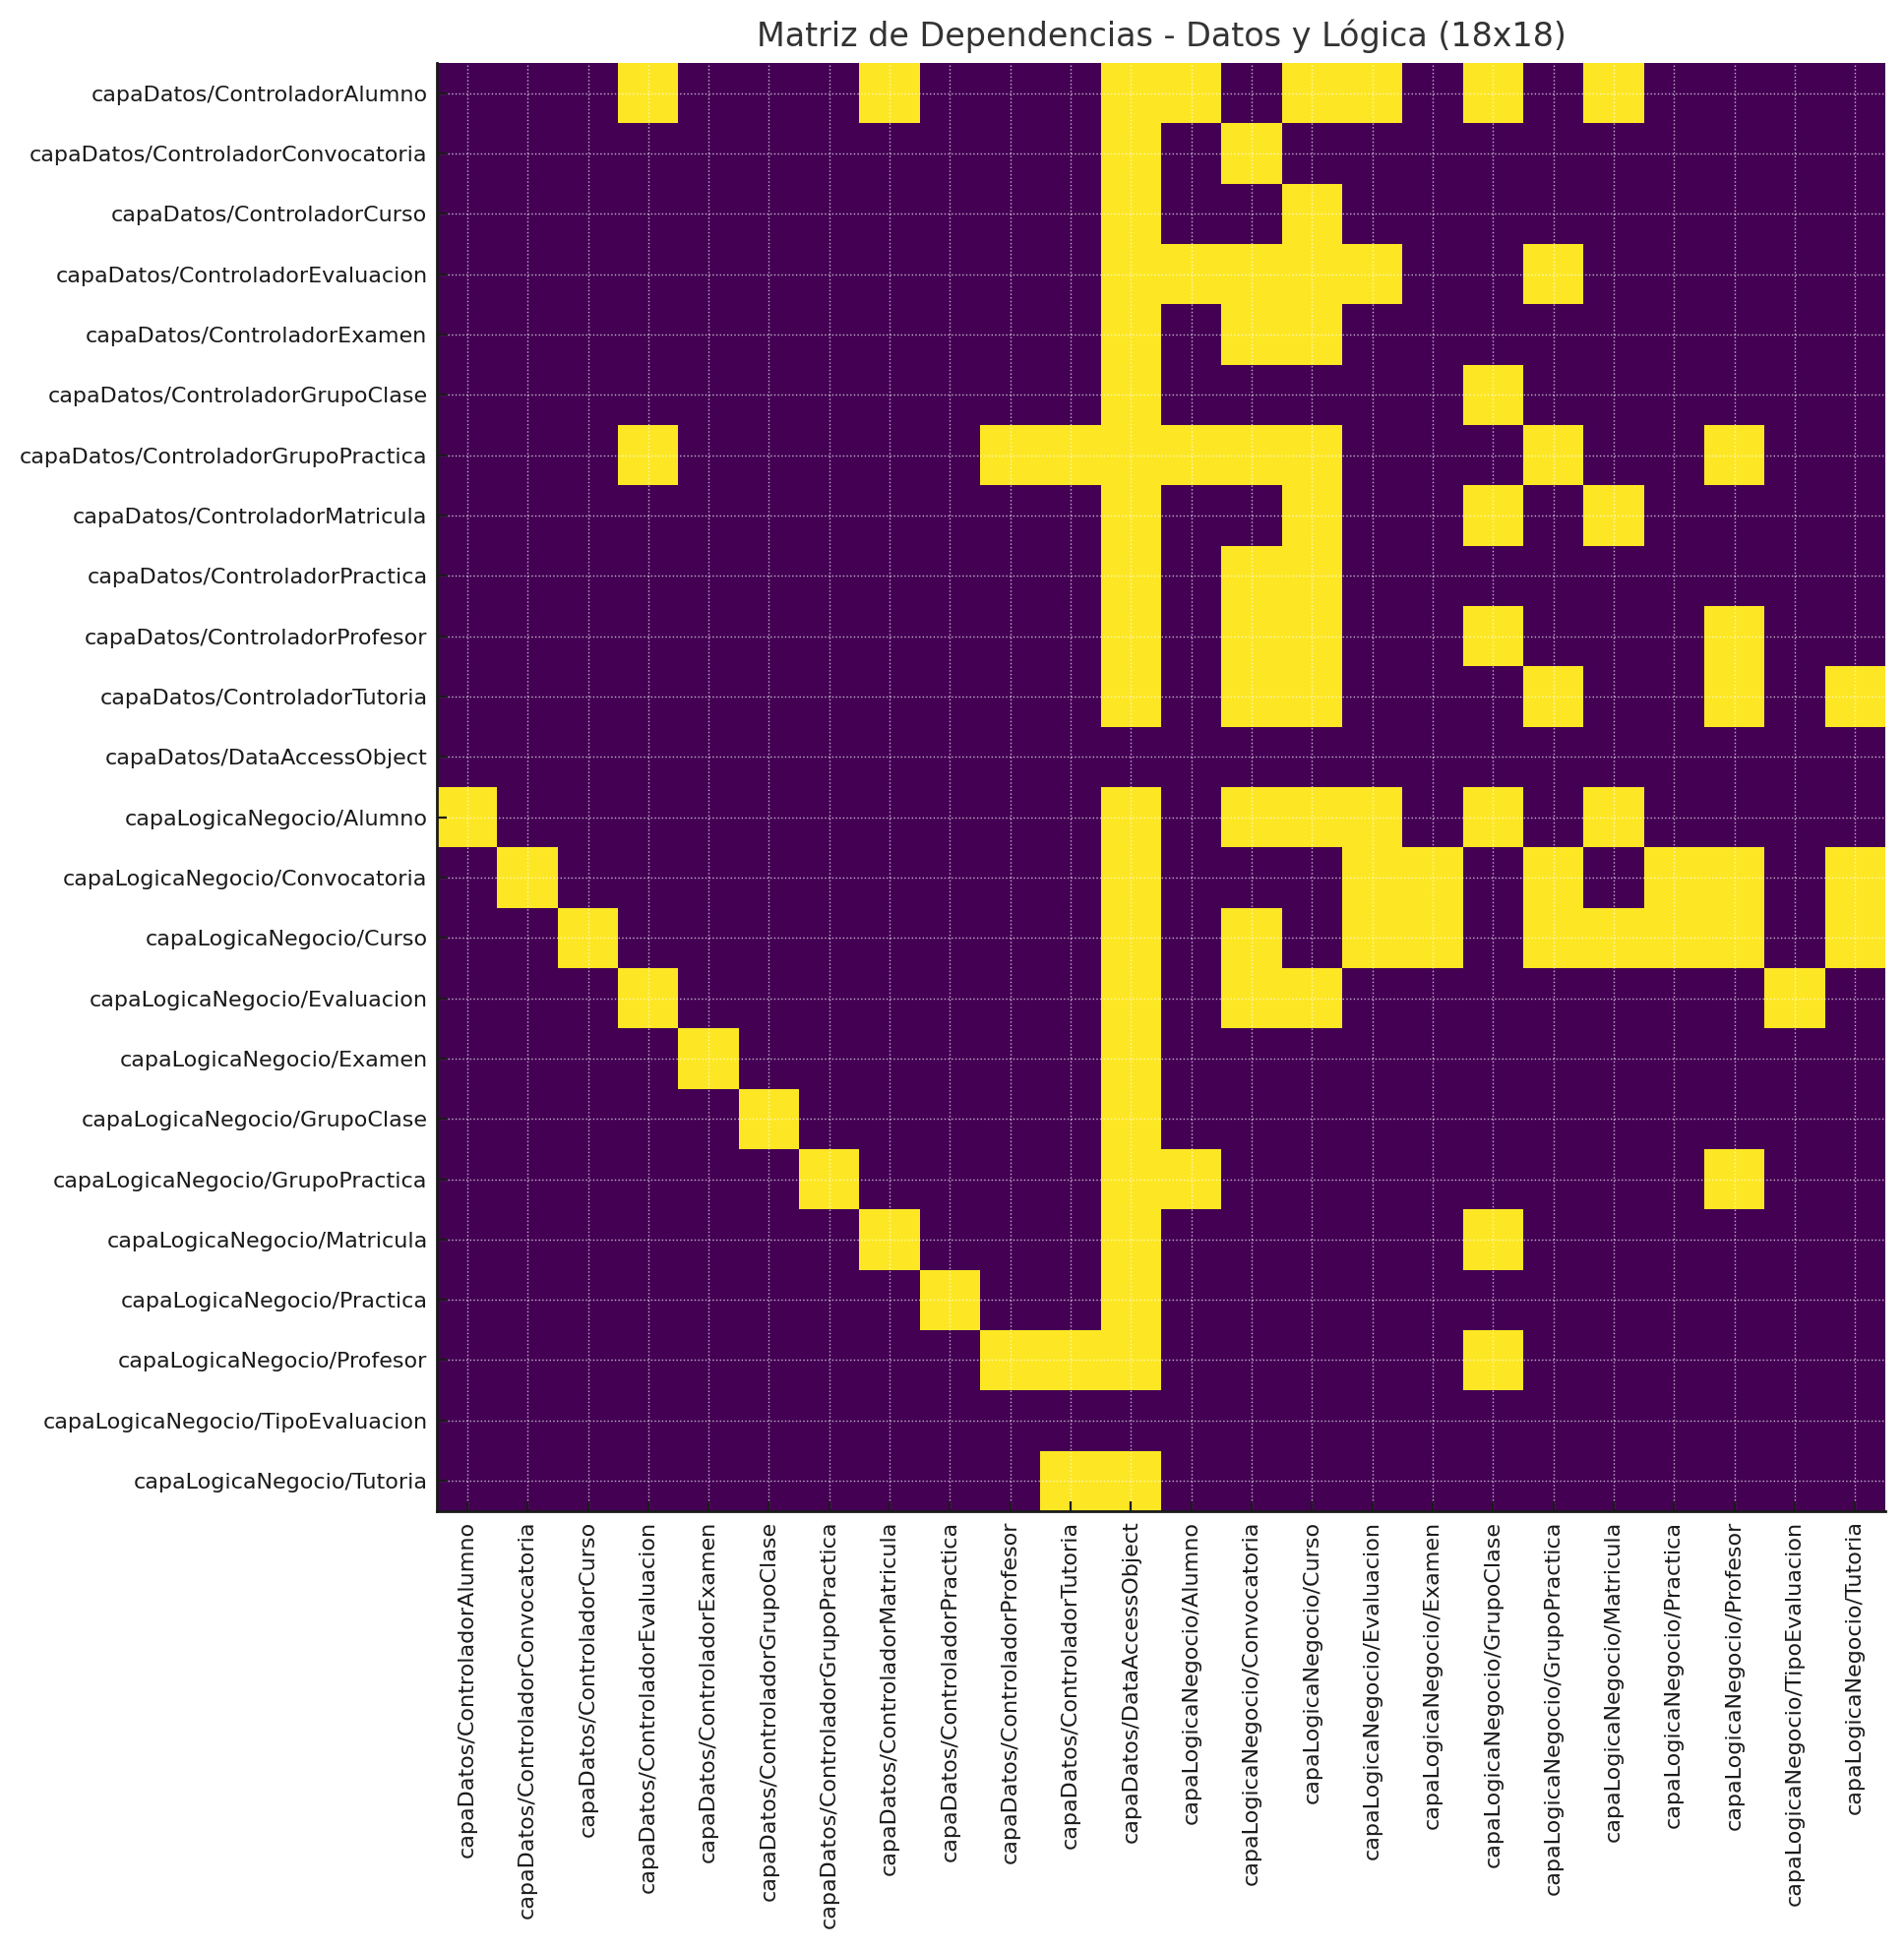 Matriz de Dependencias - Datos y Lógica (18x18)
capaDatos/ControladorAlumno
capaDatos/ControladorConvocatoria
capaDatos/ControladorCurso
capaDatos/ControladorEvaluacion
capaDatos/ControladorExamen
capaDatos/ControladorGrupoClase
capaDatos/ControladorGrupoPractica
capaDatos/ControladorMatricula
capaDatos/ControladorPractica
capaDatos/ControladorProfesor
capaDatos/ControladorTutoria
capaDatos/DataAccessObject
capaLogicaNegocio/Alumno
capaLogicaNegocio/Convocatoria
capaLogicaNegocio/Curso
capaLogicaNegocio/Evaluacion
capaLogicaNegocio/Examen
capaLogicaNegocio/GrupoClase
capaLogicaNegocio/GrupoPractica
capaLogicaNegocio/Matricula
capaLogicaNegocio/Practica
capaLogicaNegocio/Profesor
capaLogicaNegocio/TipoEvaluacion
capaLogicaNegocio/Tutoria
capaDatos/ControladorAlumno
capaDatos/ControladorConvocatoria
capaDatos/ControladorCurso
capaDatos/ControladorEvaluacion
capaDatos/ControladorExamen
capaDatos/ControladorGrupoClase
capaDatos/ControladorGrupoPractica
capaDatos/ControladorMatricula
capaDatos/ControladorPractica
capaDatos/ControladorProfesor
capaDatos/ControladorTutoria
capaDatos/DataAccessObject
capaLogicaNegocio/Alumno
capaLogicaNegocio/Convocatoria
capaLogicaNegocio/Curso
capaLogicaNegocio/Evaluacion
capaLogicaNegocio/Examen
capaLogicaNegocio/GrupoClase
capaLogicaNegocio/GrupoPractica
capaLogicaNegocio/Matricula
capaLogicaNegocio/Practica
capaLogicaNegocio/Profesor
capaLogicaNegocio/TipoEvaluacion
capaLogicaNegocio/Tutoria